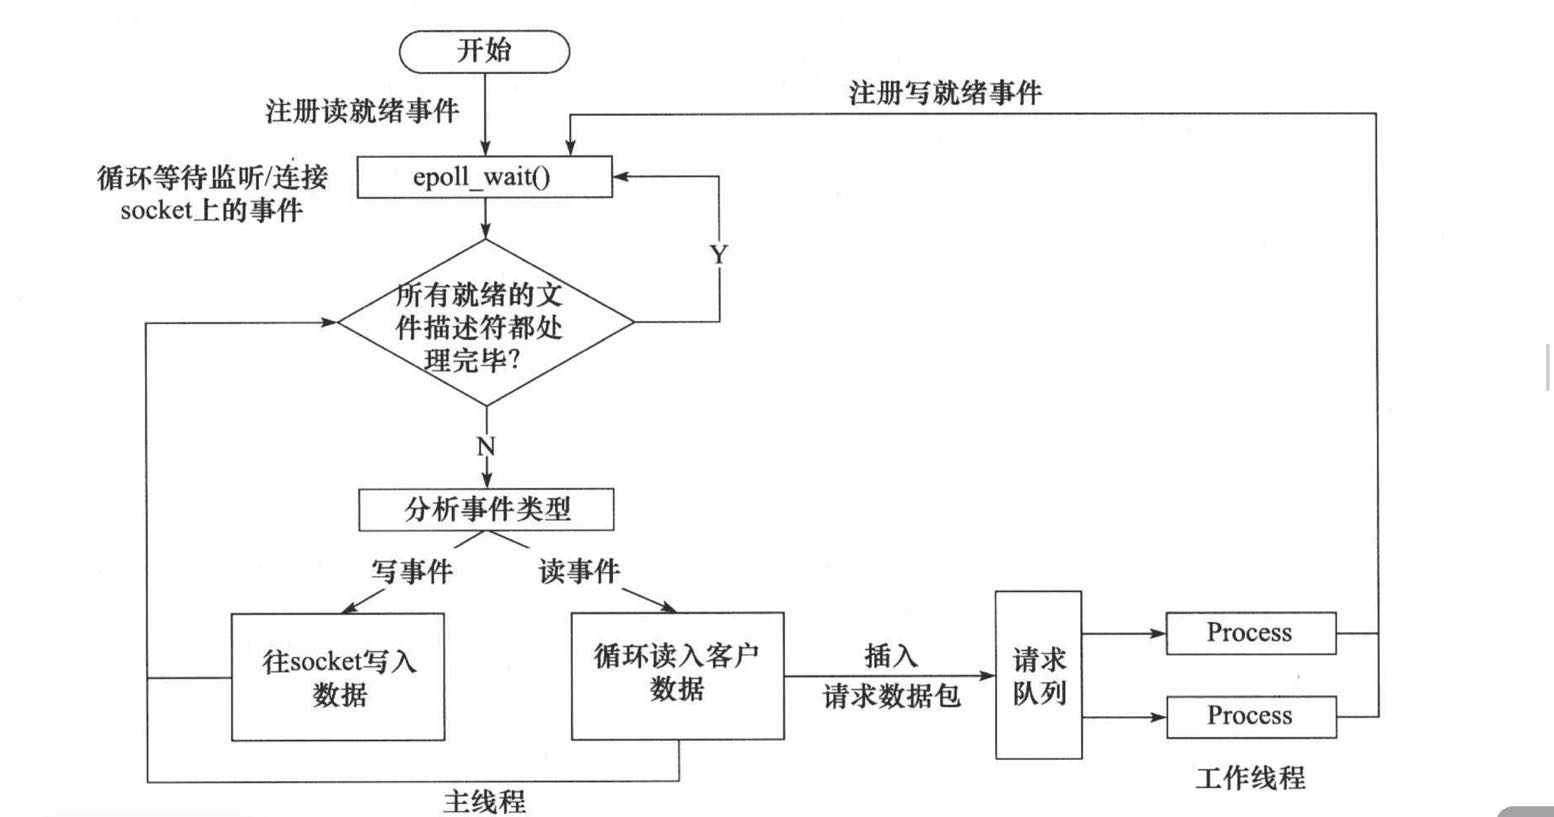 开始
注册读就绪事件
注册写就绪事件
循环等待监听/连接
socket上的事件
epoll_wait()
Y
所有就绪的文
件描述符都处
理完毕?
N
分析事件类型
写事件
读事件
往socket写入
数据
循环读入客户
数据
插入
请求数据包
请求
队列
Process
Process
工作线程
主线程